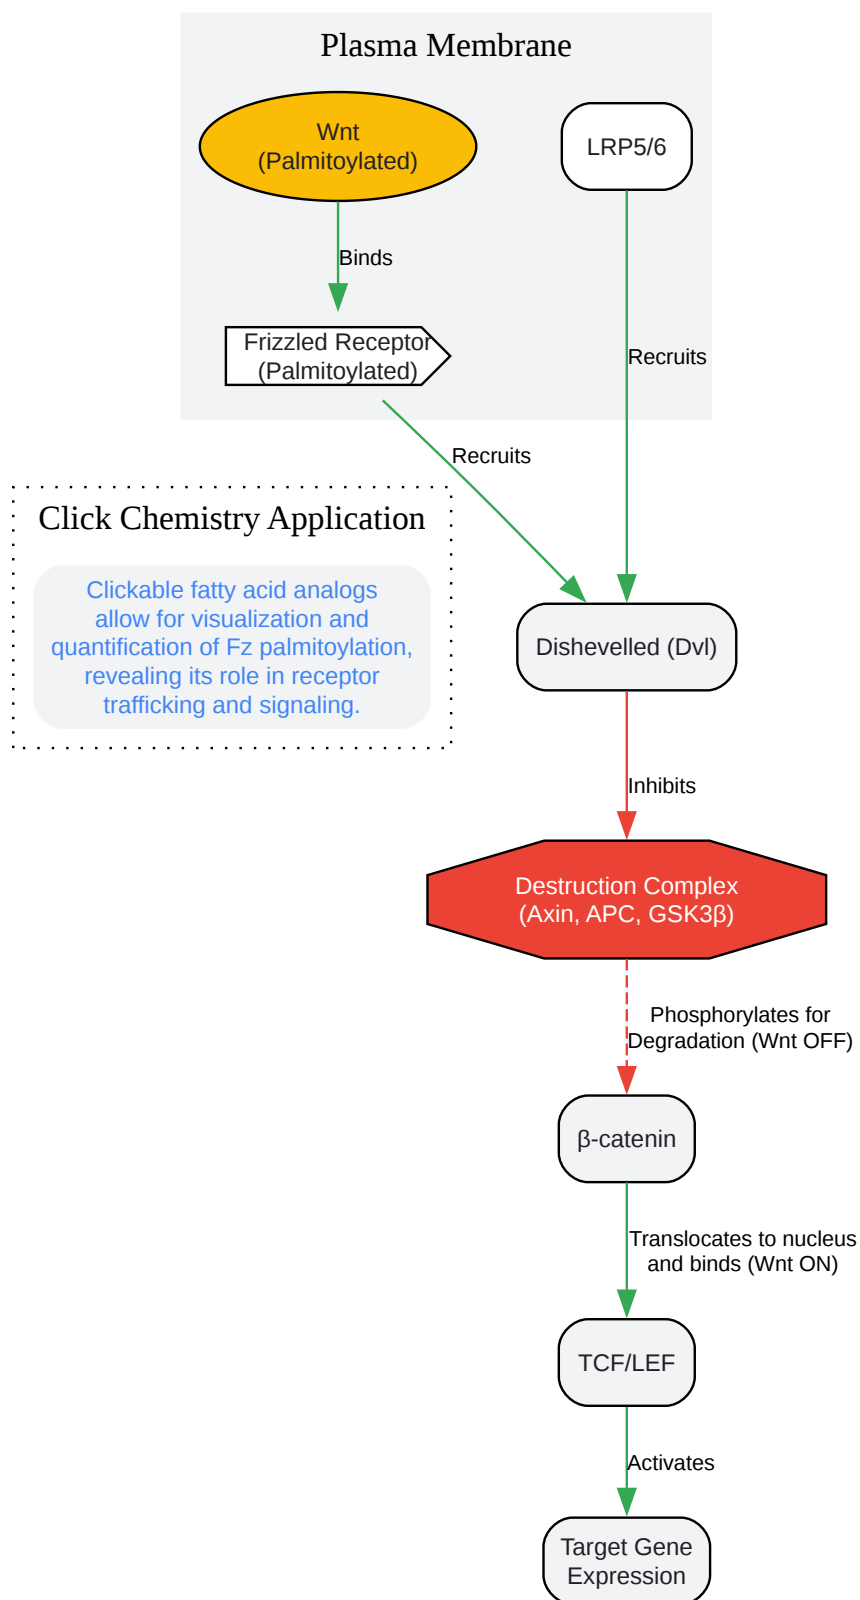 Plasma Membrane
Wnt
(Palmitoylated)
LRP5/6
Binds
Frizzled Receptor
(Palmitoylated)
Recruits
Recruits
Click Chemistry Application
Clickable fatty acid analogs
allow for visualization and
quantification of Fz palmitoylation,
revealing its role in receptor
trafficking and signaling.
Dishevelled (Dvl)
Inhibits
Destruction Complex
(Axin, APC, GSK3β)
Phosphorylates for
Degradation (Wnt OFF)
β-catenin
Translocates to nucleus
and binds (Wnt ON)
TCF/LEF
Activates
Target Gene
Expression